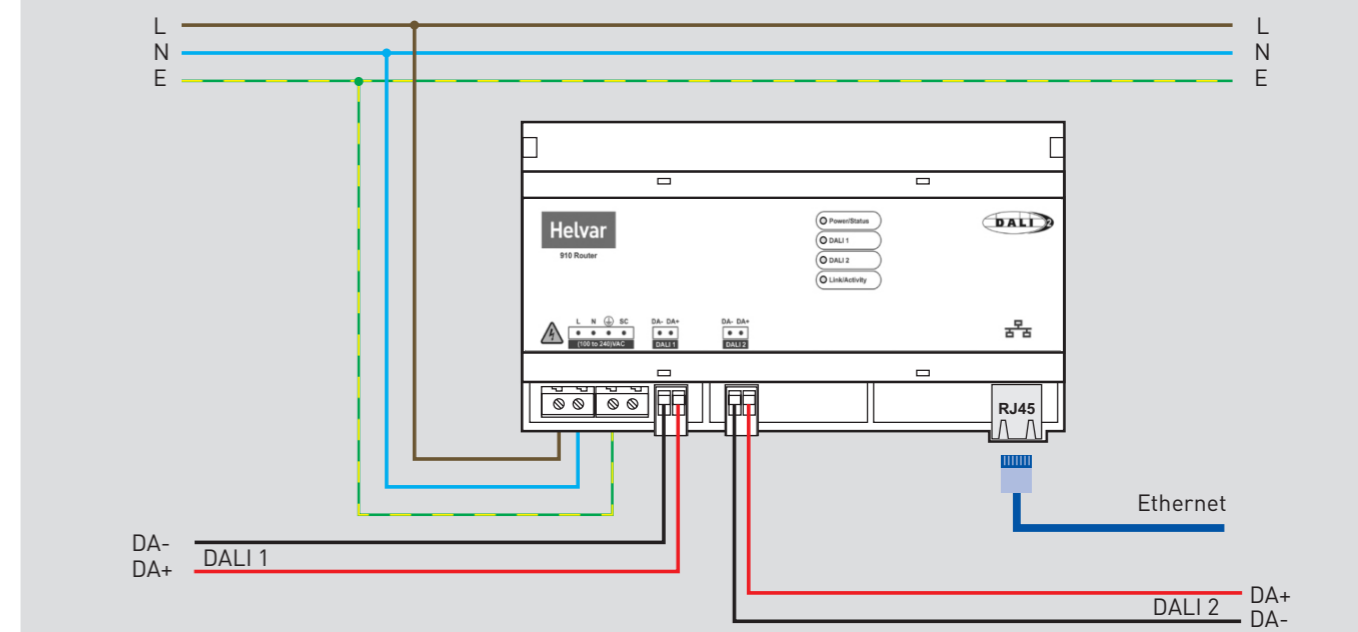 L L
N N
E E
Helvar
910 Router
Power/Status
DALI 1
DALI 2
Link/Activity
DALI 2
L N SC DA- DA+ DA- DA+
(100 to 240)VAC DALI 1 DALI 2
RJ45
Ethernet
DA-
DALI 1
DA+
DA+
DALI 2
DA-